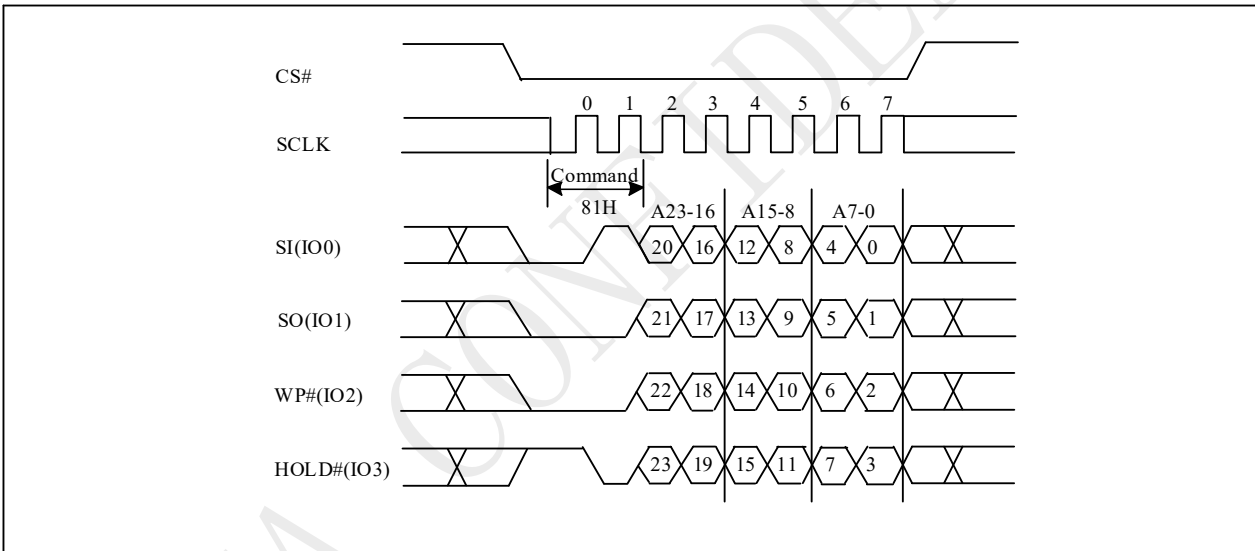 CS#
0 1 2 3 4 5 6 7
SCLK
Command
81H
A23-16 A15-8 A7-0
SI(IO0) 20 16 12 8 4 0
SO(IO1) 21 17 13 9 5 1
WP#(IO2) 22 18 14 10 6 2
HOLD#(IO3) 23 19 15 11 7 3